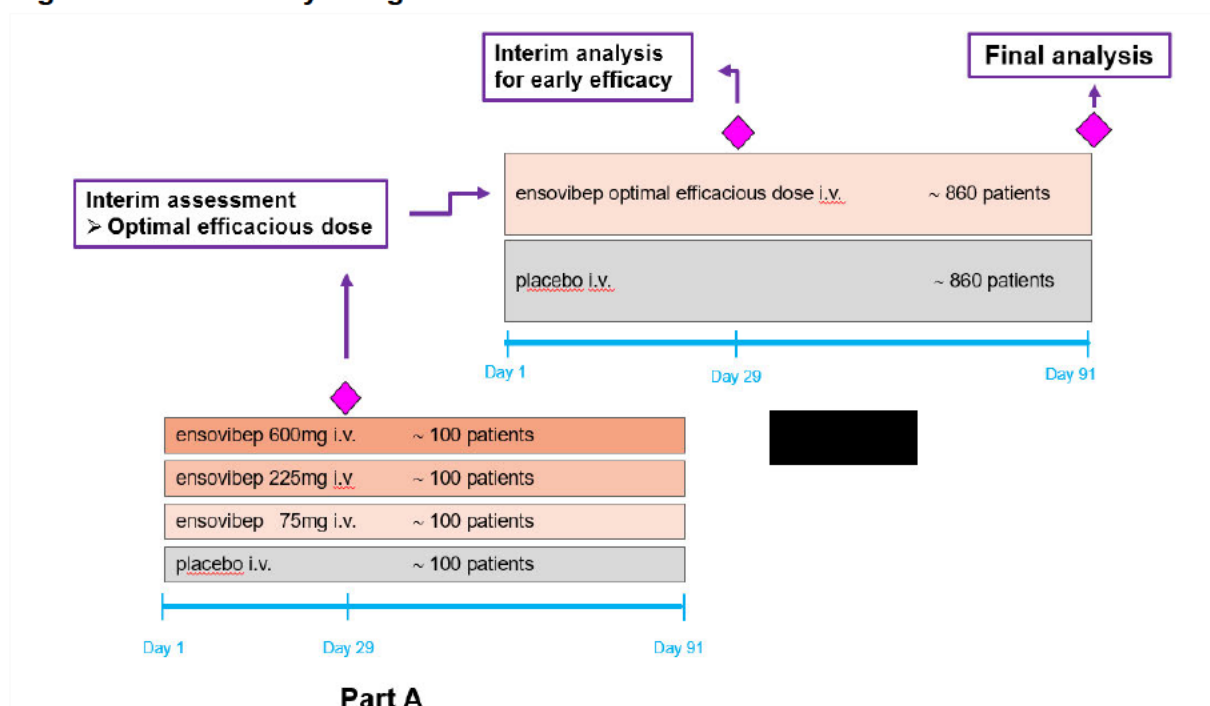 Interim analysis
for early efficacy
Final analysis
ensovibep optimal efficacious dose i.v. ~ 860 patients
placebo i.v. ~ 860 patients
Day 1 Day 29 Day 91
Interim assessment
➢ Optimal efficacious dose
ensovibep 600mg i.v. ~ 100 patients
ensovibep 225mg i.v ~ 100 patients
ensovibep 75mg i.v. ~ 100 patients
placebo i.v. ~ 100 patients
Day 1 Day 29 Day 91
Part A